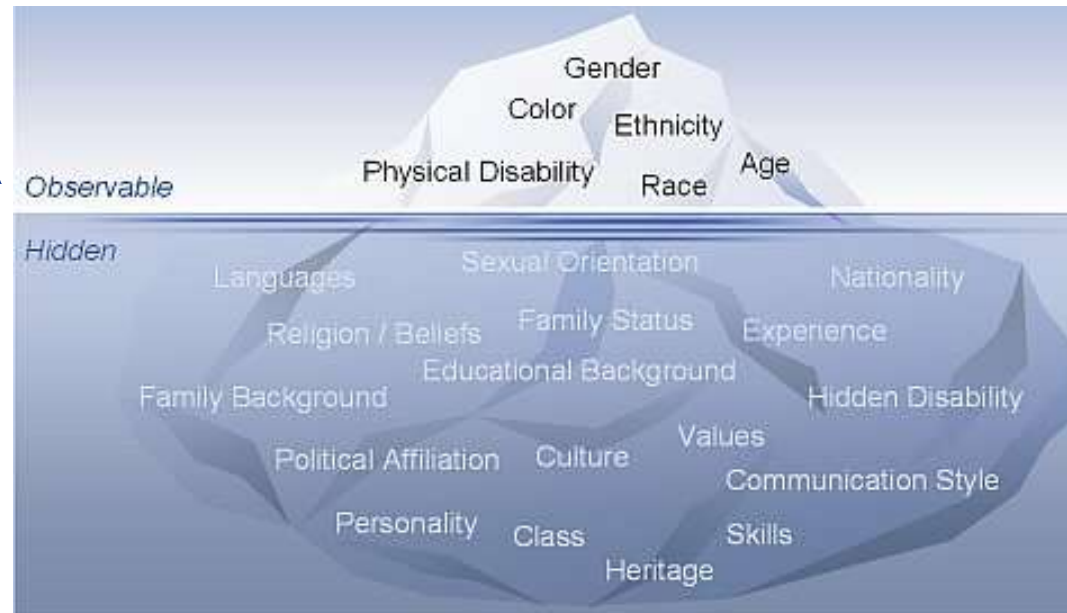 Gender
Color
Ethnicity
Physical Disability
Race
Age
Observable
Hidden
Languages
Sexual Orientation
Nationality
Religion / Beliefs
Family Status
Experience
Educational Background
Family Background
Hidden Disability
Values
Political Affiliation
Culture
Communication Style
Personality
Class
Skills
Heritage